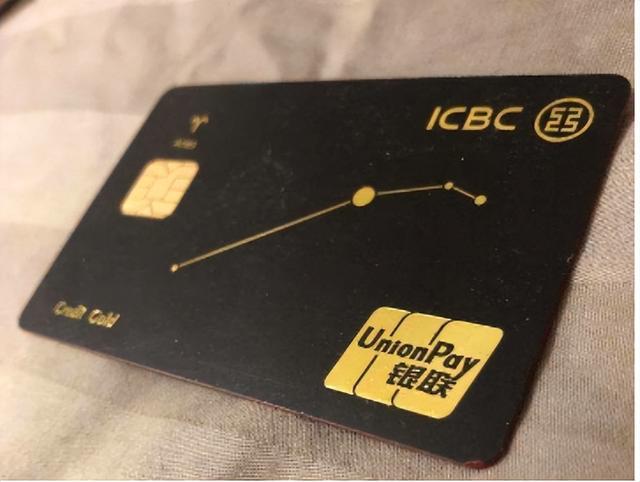 ICBC
Credit Gold
UnionPay
银联